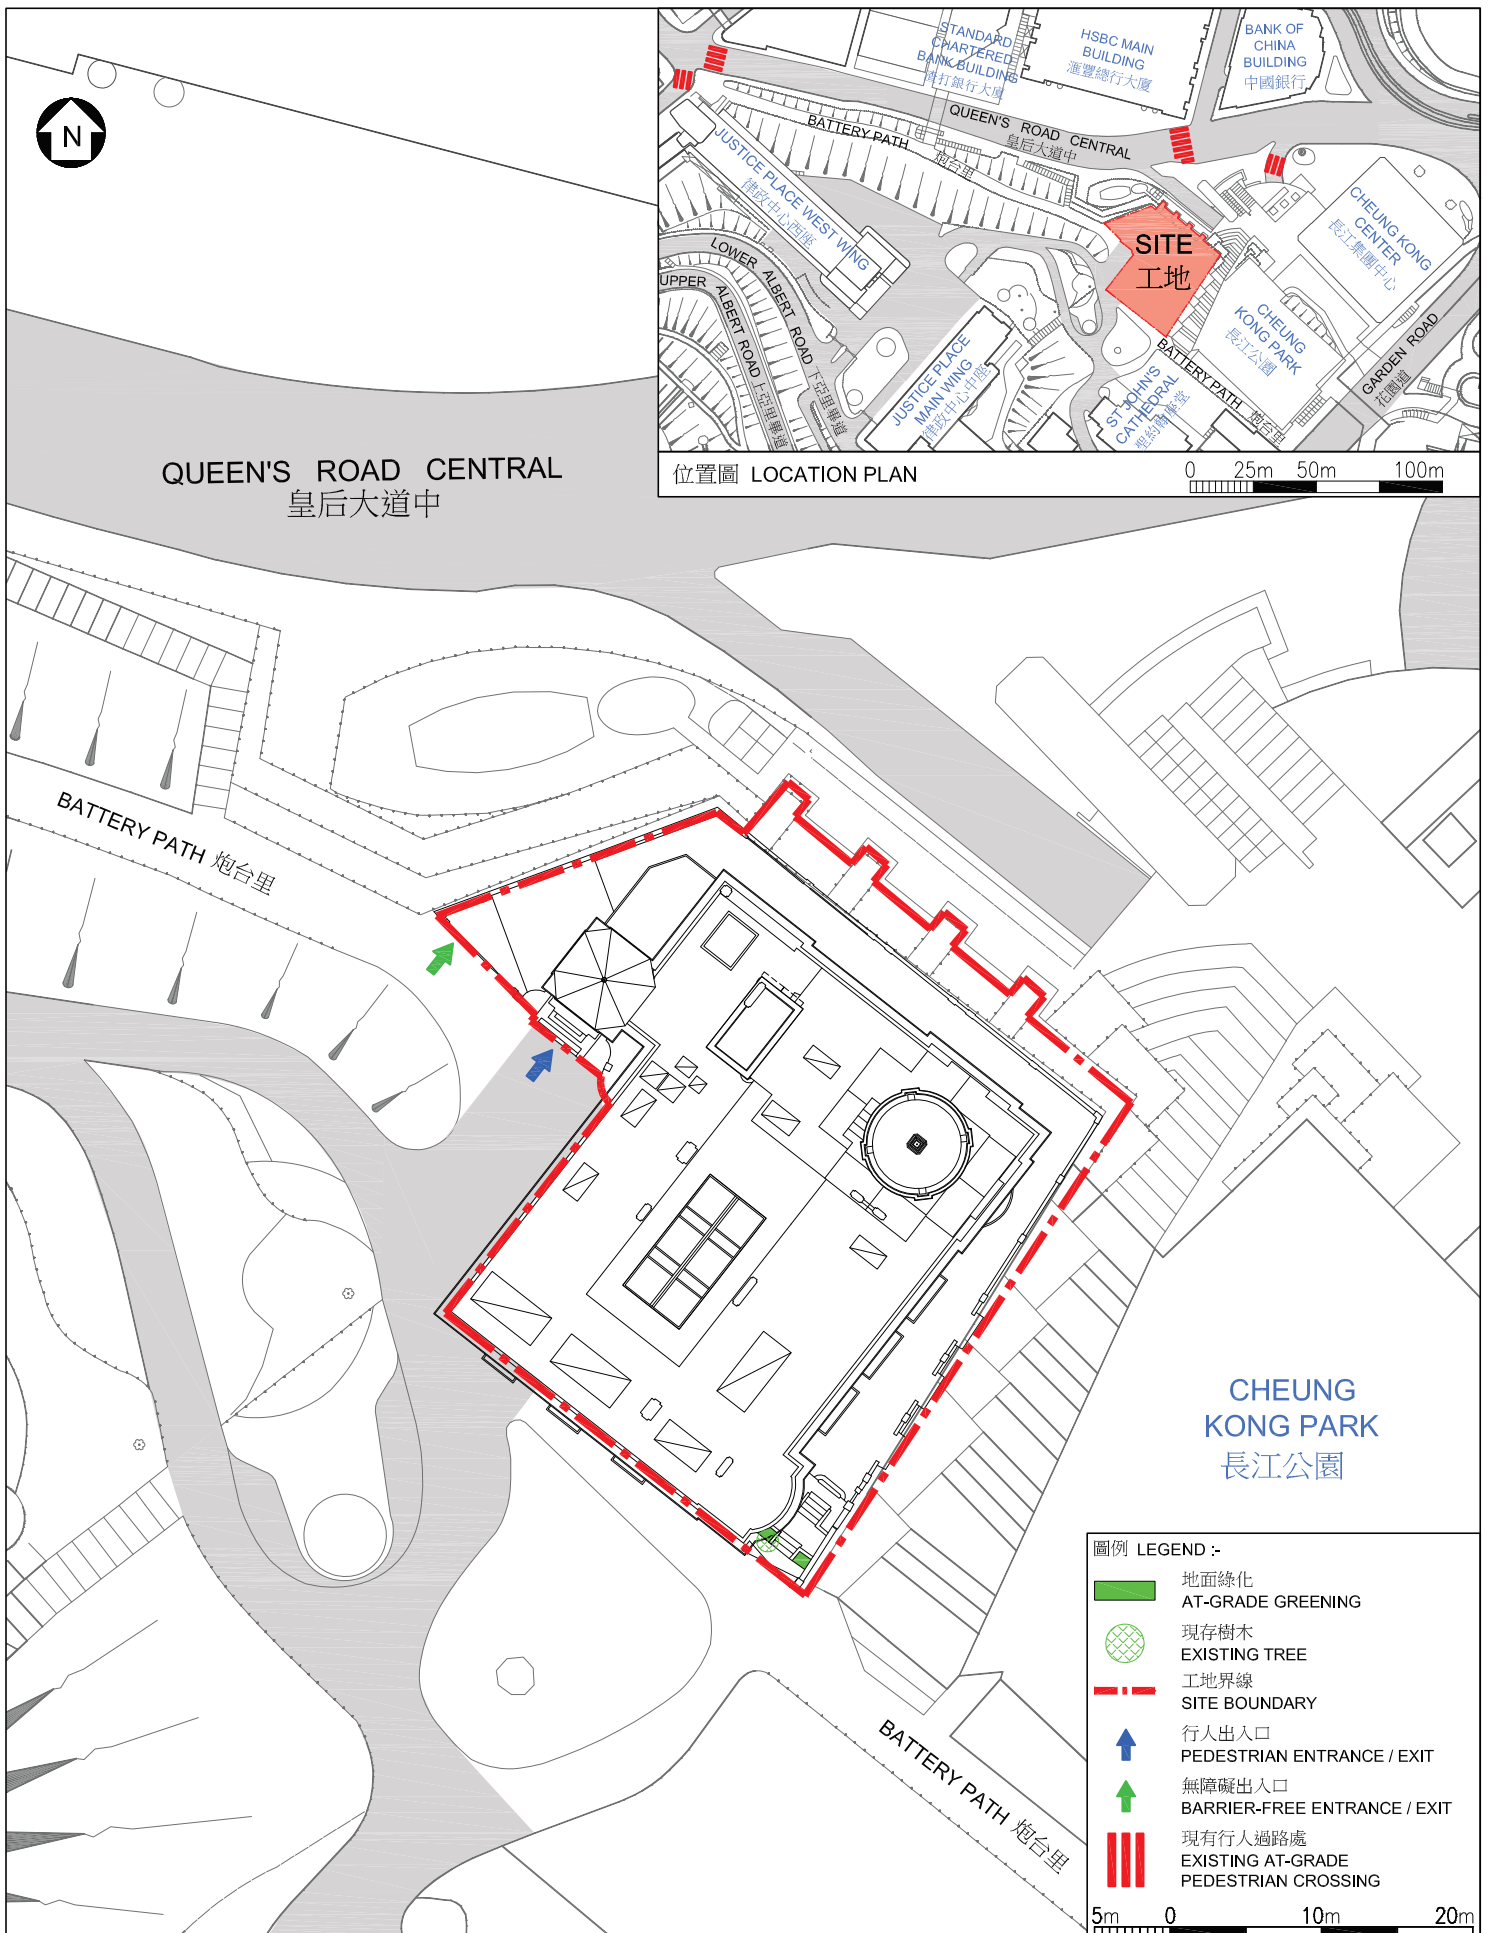 N
STANDARD
CHARTERED
BANK BUILDING
渣打銀行大廈
HSBC MAIN
BUILDING
滙豐總行大廈
BANK OF
CHINA
BUILDING
中國銀行
QUEEN'S ROAD CENTRAL
皇后大道中
BATTERY PATH 炮台里
JUSTICE PLACE WEST WING
律政中心西座
LOWER ALBERT ROAD 下亞厘畢道
UPPER ALBERT ROAD 上亞厘畢道
SITE
工地
CHEUNG KONG
CENTER
長江集團中心
CHEUNG
KONG PARK
長江公園
GARDEN ROAD
花園道
JUSTICE PLACE
MAIN WING
律政中心中座
ST JOHN'S
CATHEDRAL
聖約翰座堂
BATTERY PATH 炮台里
位置圖 LOCATION PLAN
0 25m 50m 100m
QUEEN'S ROAD CENTRAL
皇后大道中
BATTERY PATH 炮台里
CHEUNG
KONG PARK
長江公園
BATTERY PATH 炮台里
圖例 LEGEND :-
地面綠化
AT-GRADE GREENING
現存樹木
EXISTING TREE
工地界線
SITE BOUNDARY
行人出入口
PEDESTRIAN ENTRANCE / EXIT
無障礙出入口
BARRIER-FREE ENTRANCE / EXIT
現有行人過路處
EXISTING AT-GRADE
PEDESTRIAN CROSSING
5m 0 10m 20m